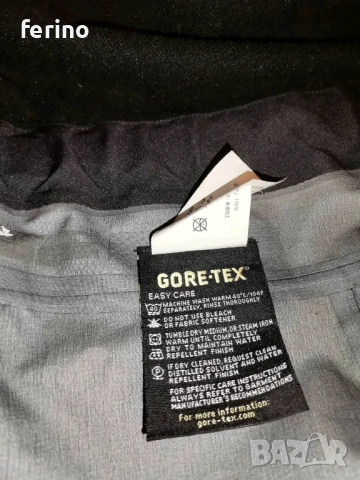 ferino
GORE-TEX®
EASY CARE
MACHINE WASH WARM 40°C/104F
SEPARATELY, RINSE THOROUGHLY
DO NOT USE BLEACH
OR FABRIC SOFTENER
TUMBLE DRY MEDIUM, OR STEAM IRON
WARM UNTIL COMPLETELY
DRY TO MAINTAIN WATER
REPELLENT FINISH
IF DRY CLEANED, REQUEST CLEAN
DISTILLED SOLVENT AND WATER
REPELLENT FINISH
FOR SPECIFIC CARE INSTRUCTIONS
ALWAYS REFER TO GARMENT
MANUFACTURER'S RECOMMENDATIONS
For more information:
gore-tex.com
bazar